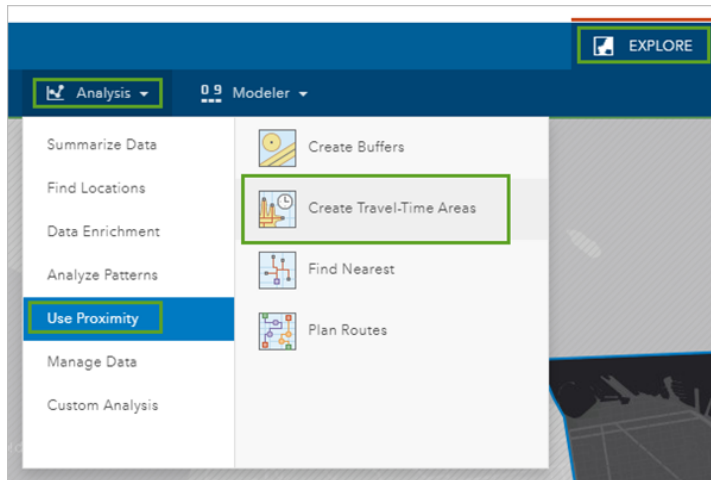 EXPLORE
Analysis
0 9 Modeler
Summarize Data
Find Locations
Data Enrichment
Analyze Patterns
Use Proximity
Manage Data
Custom Analysis
Create Buffers
Create Travel-Time Areas
Find Nearest
Plan Routes